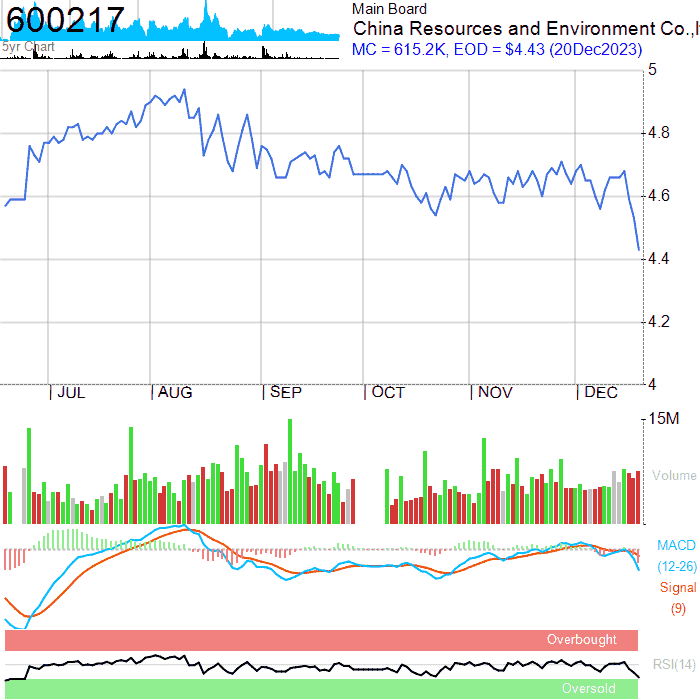 600217
5yr Chart
Main Board
China Resources and Environment Co.,l
MC = 615.2K, EOD = $4.43 (20Dec2023)
5
4.8
4.6
4.4
4.2
4
JUL
AUG
SEP
OCT
NOV
DEC
15M
Volume
MACD
(12-26)
Signal
(9)
Overbought
RSI(14)
Oversold